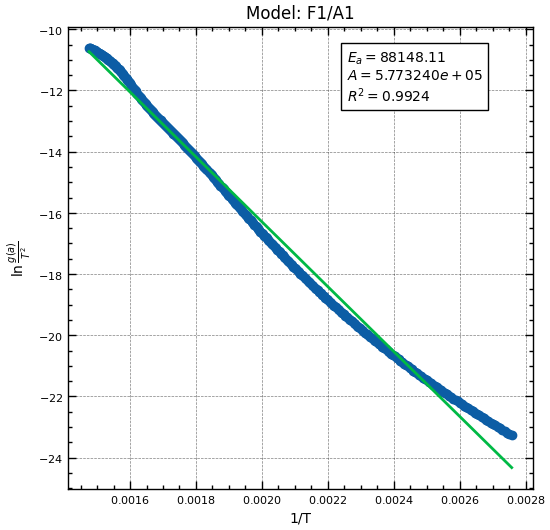 Model: F1/A1
E_a = 88148.11
A = 5.773240e + 05
R^2 = 0.9924
−10
−12
−14
−16
−18
−20
−22
−24
ln g(a)/T^2
0.0016 0.0018 0.0020 0.0022 0.0024 0.0026 0.0028
1/T